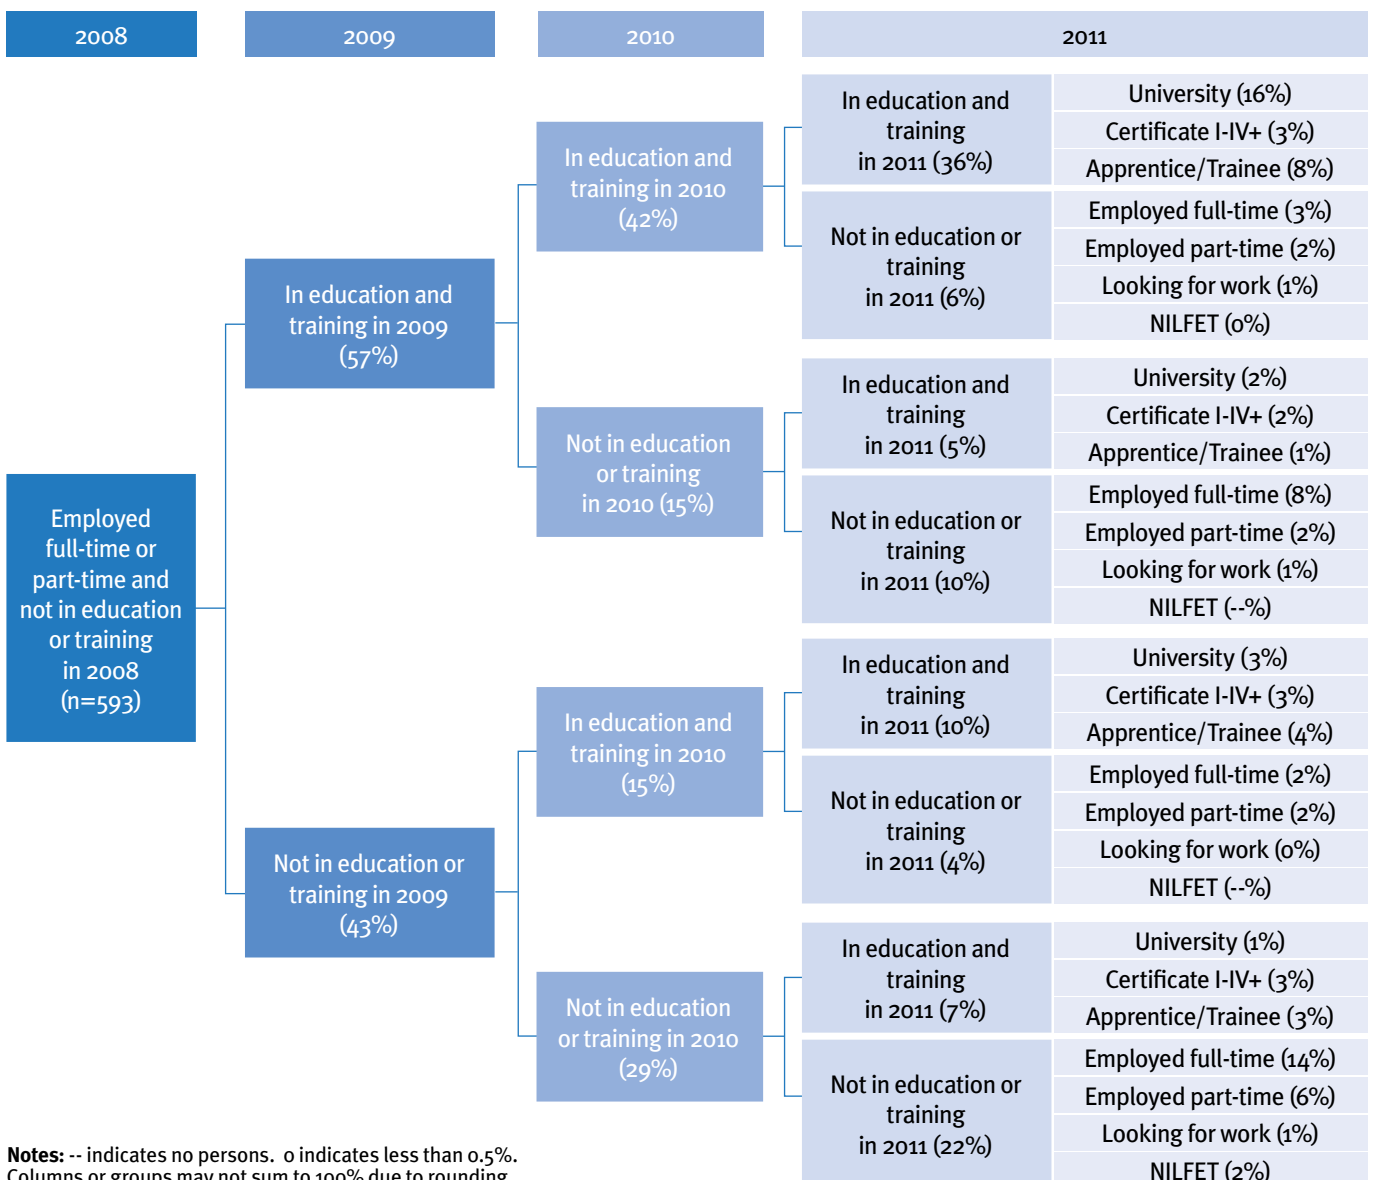 2008
2009
2010
2011
Employed
full-time or
part-time and
not in education
or training
in 2008
(n=593)
In education and
training in 2009
(57%)
Not in education or
training in 2009
(43%)
In education and
training in 2010
(42%)
Not in education
or training
in 2010 (15%)
In education and
training in 2010
(15%)
Not in education
or training in 2010
(29%)
In education and
training
in 2011 (36%)
University (16%)
Certificate I-IV+ (3%)
Apprentice/Trainee (8%)
Not in education or
training
in 2011 (6%)
Employed full-time (3%)
Employed part-time (2%)
Looking for work (1%)
NILFET (0%)
In education and
training
in 2011 (5%)
University (2%)
Certificate I-IV+ (2%)
Apprentice/Trainee (1%)
Not in education or
training
in 2011 (10%)
Employed full-time (8%)
Employed part-time (2%)
Looking for work (1%)
NILFET (--%)
In education and
training
in 2011 (10%)
University (3%)
Certificate I-IV+ (3%)
Apprentice/Trainee (4%)
Not in education or
training
in 2011 (4%)
Employed full-time (2%)
Employed part-time (2%)
Looking for work (0%)
NILFET (--%)
In education and
training
in 2011 (7%)
University (1%)
Certificate I-IV+ (3%)
Apprentice/Trainee (3%)
Not in education or
training
in 2011 (22%)
Employed full-time (14%)
Employed part-time (6%)
Looking for work (1%)
NILFET (2%)
Notes: -- indicates no persons. 0 indicates less than 0.5%.
Columns or groups may not sum to 100% due to rounding